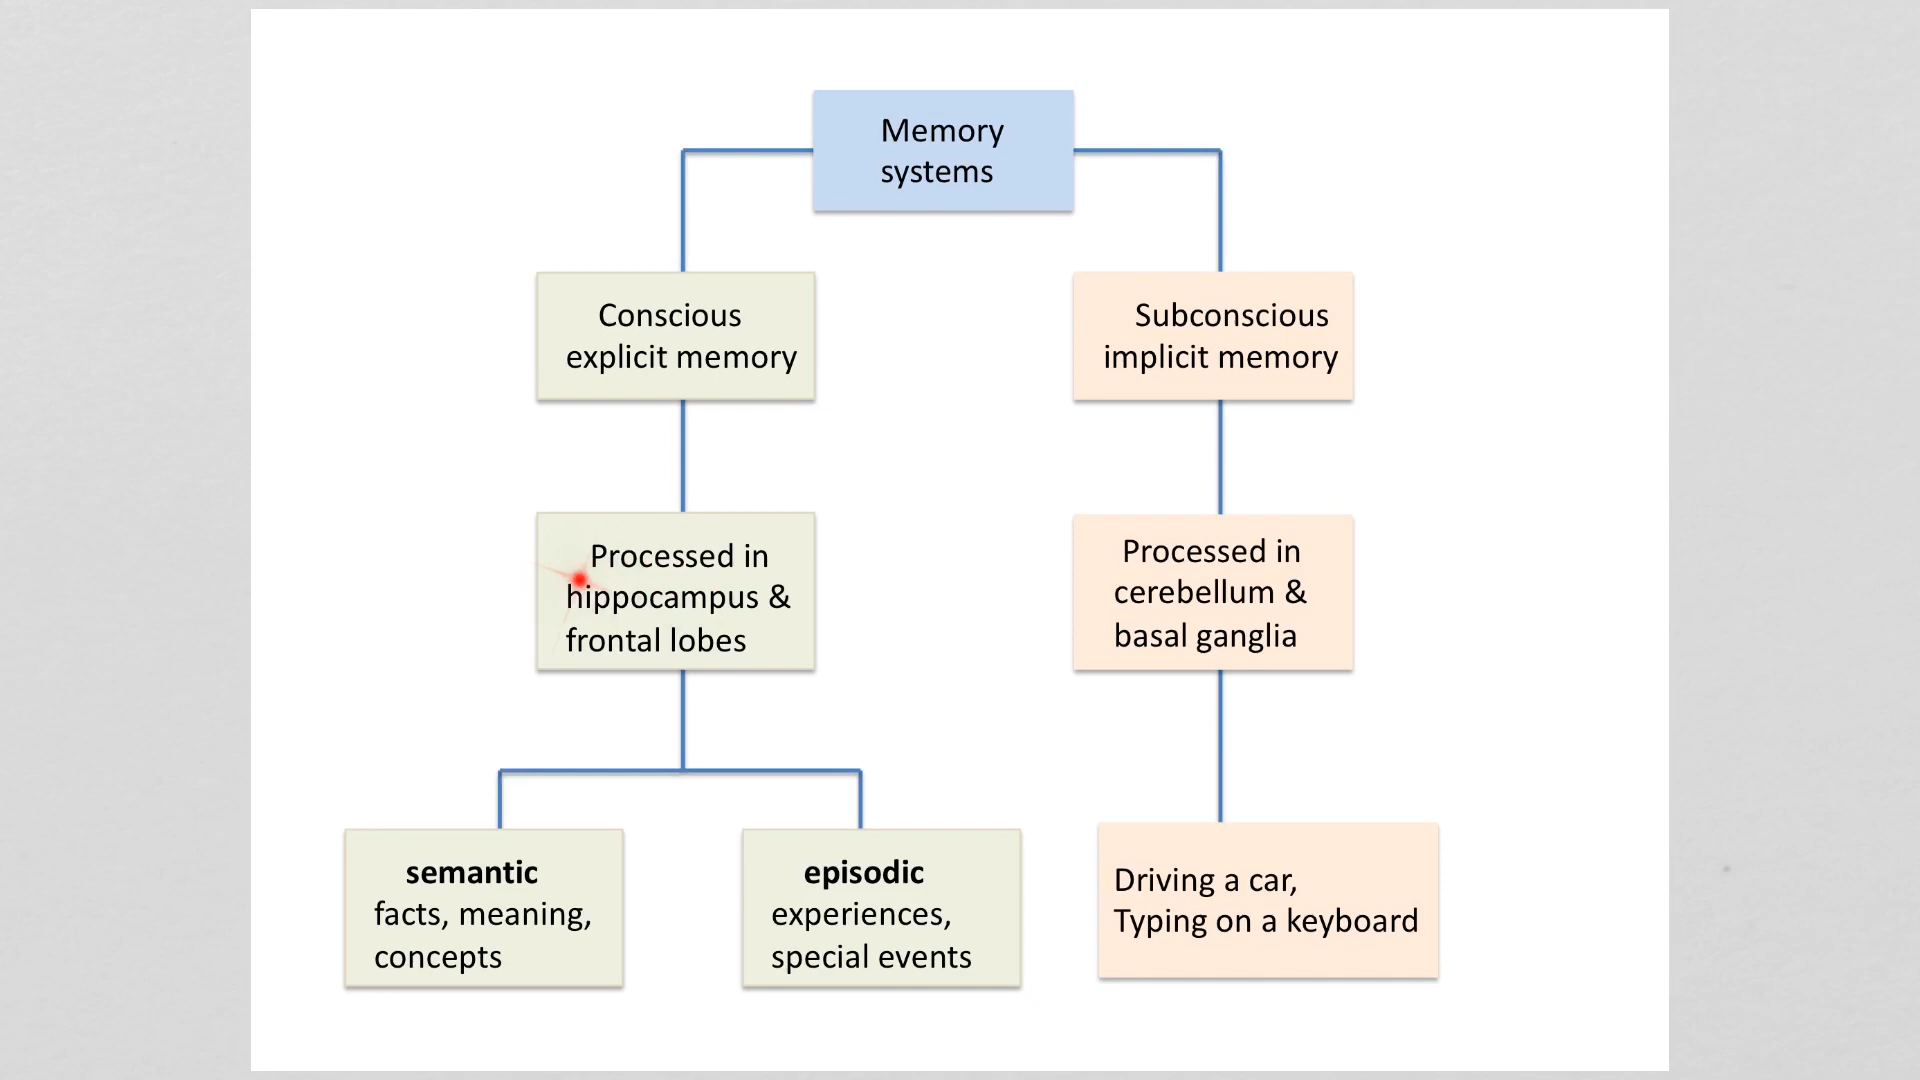 Memory
systems
Conscious
explicit memory
Subconscious
implicit memory
Processed in
hippocampus &
frontal lobes
Processed in
cerebellum &
basal ganglia
semantic
facts, meaning,
concepts
episodic
experiences,
special events
Driving a car,
Typing on a keyboard